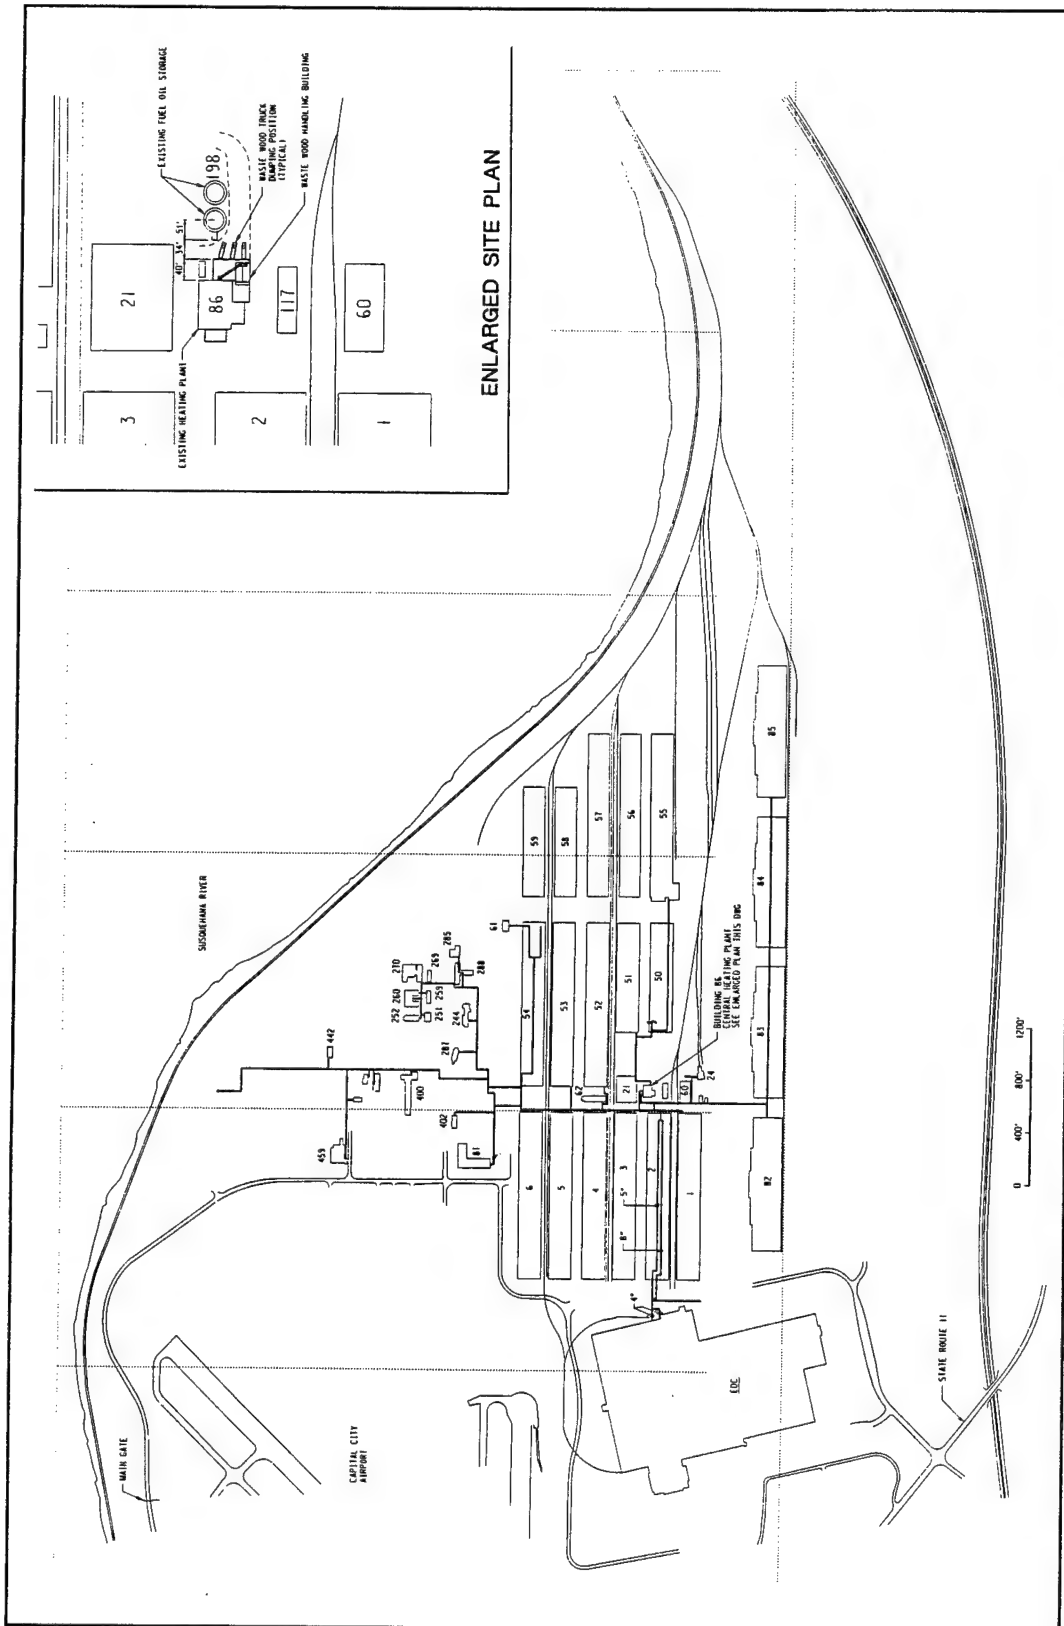 EXISTING FUEL OIL STORAGE
198
WASTE WOOD TRUCK
DUMPING POSITION
(TYPICAL)
WASTE WOOD HANDLING BUILDING
40' 34' 51'
21
86
117
60
EXISTING HEATING PLANT
3
2
1
ENLARGED SITE PLAN
SUSQUEHANA RIVER
MAIN GATE
CAPITAL CITY
AIRPORT
459
442
400
402
81
287
252
260
270
251
259
269
244
285
288
61
6
5
4
3
2
1
5"
8"
4"
54
53
52
51
50
59
58
57
56
55
62
21
60
24
BUILDING 86
CENTRAL HEATING PLANT
SEE ENLARGED PLAN THIS DWG
82
83
84
85
EDC
STATE ROUTE 11
0 400' 800' 1200'